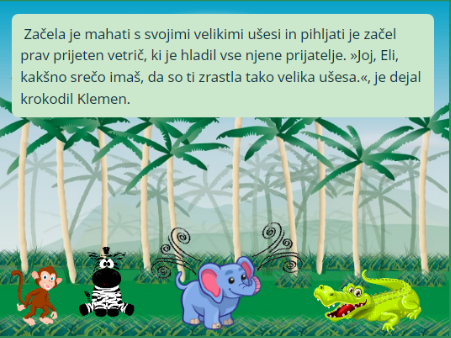 Začela je mahati s svojimi velikimi ušesi in pihljati je začel
prav prijeten vetrič, ki je hladil vse njene prijatelje. »Joj, Eli,
kakšno srečo imaš, da so ti zrastla tako velika ušesa.«, je dejal
krokodil Klemen.